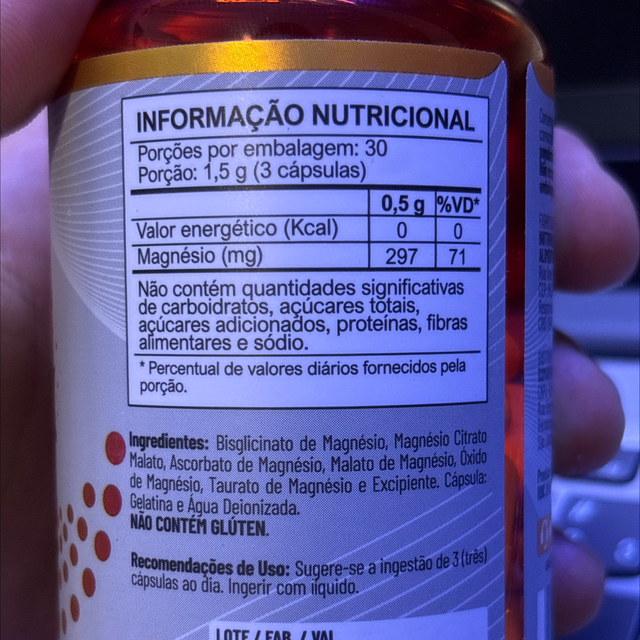 INFORMAÇÃO NUTRICIONAL
Porções por embalagem: 30
Porção: 1,5 g (3 cápsulas)
0,5 g %VD*
Valor energético (Kcal) 0 0
Magnésio (mg) 297 71
Não contém quantidades significativas
de carboidratos, açúcares totais,
açúcares adicionados, proteínas, fibras
alimentares e sódio.
* Percentual de valores diários fornecidos pela
porção.
Ingredientes: Bisglicinato de Magnésio, Magnésio Citrato
Malato, Ascorbato de Magnésio, Malato de Magnésio, Óxido
de Magnésio, Taurato de Magnésio e Excipiente. Cápsula:
Gelatina e Água Deionizada.
NÃO CONTÉM GLÚTEN.
Recomendações de Uso: Sugere-se a ingestão de 3 (três)
cápsulas ao dia. Ingerir com líquido.
LOTE / FAB. / VAL.